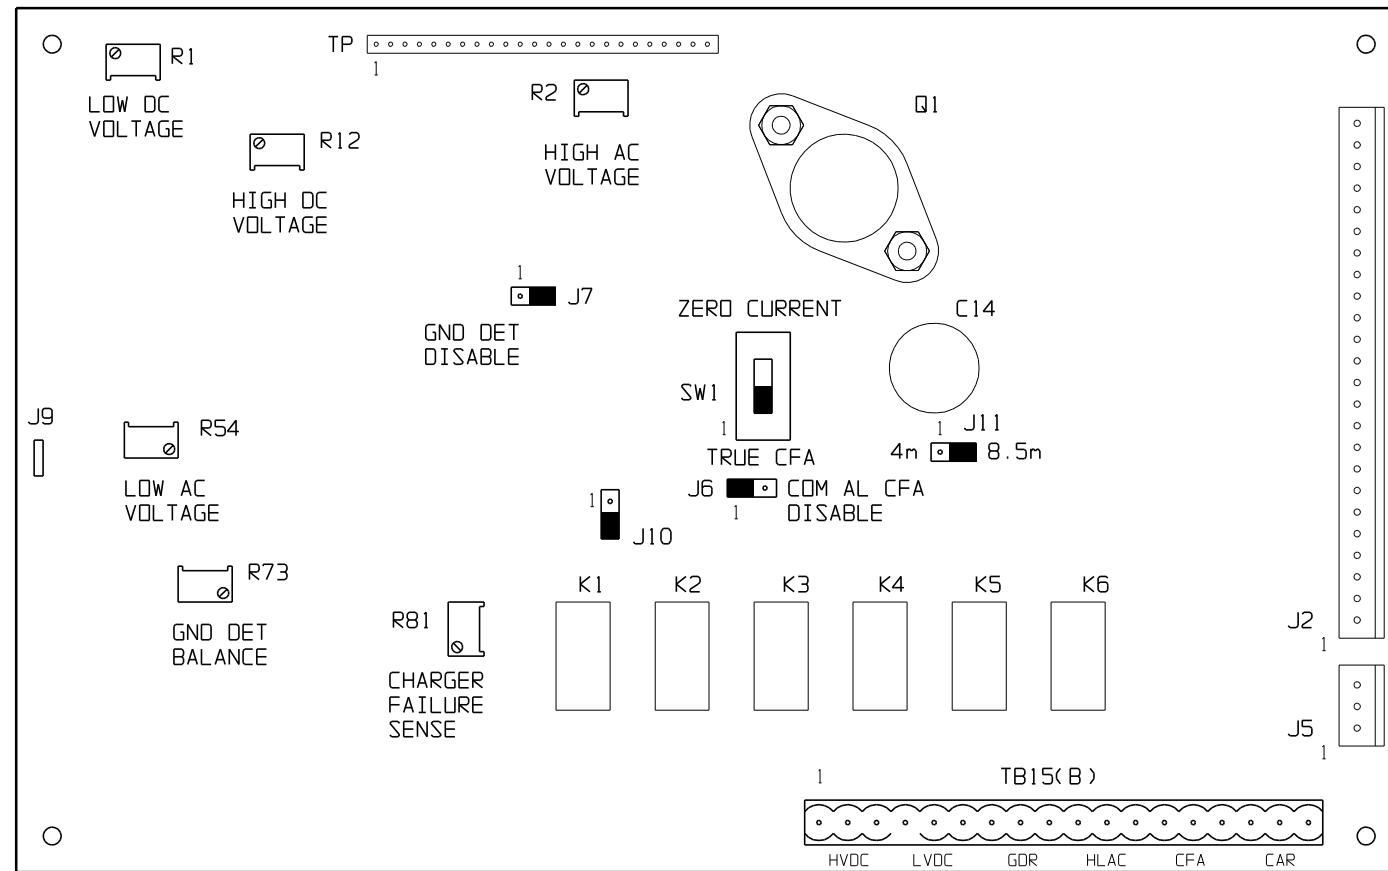 R1
LOW DC
VOLTAGE
TP
1
R2
HIGH AC
VOLTAGE
Q1
R12
HIGH DC
VOLTAGE
1
J7
GND DET
DISABLE
ZERO CURRENT
SW1
1
TRUE CFA
C14
1
J11
4m
8.5m
J9
R54
LOW AC
VOLTAGE
J6
1
COM AL CFA
DISABLE
1
J10
R73
GND DET
BALANCE
R81
CHARGER
FAILURE
SENSE
K1
K2
K3
K4
K5
K6
J2
1
J5
1
1
TB15(B)
HVDC
LVDC
GDR
HLAC
CFA
CAR